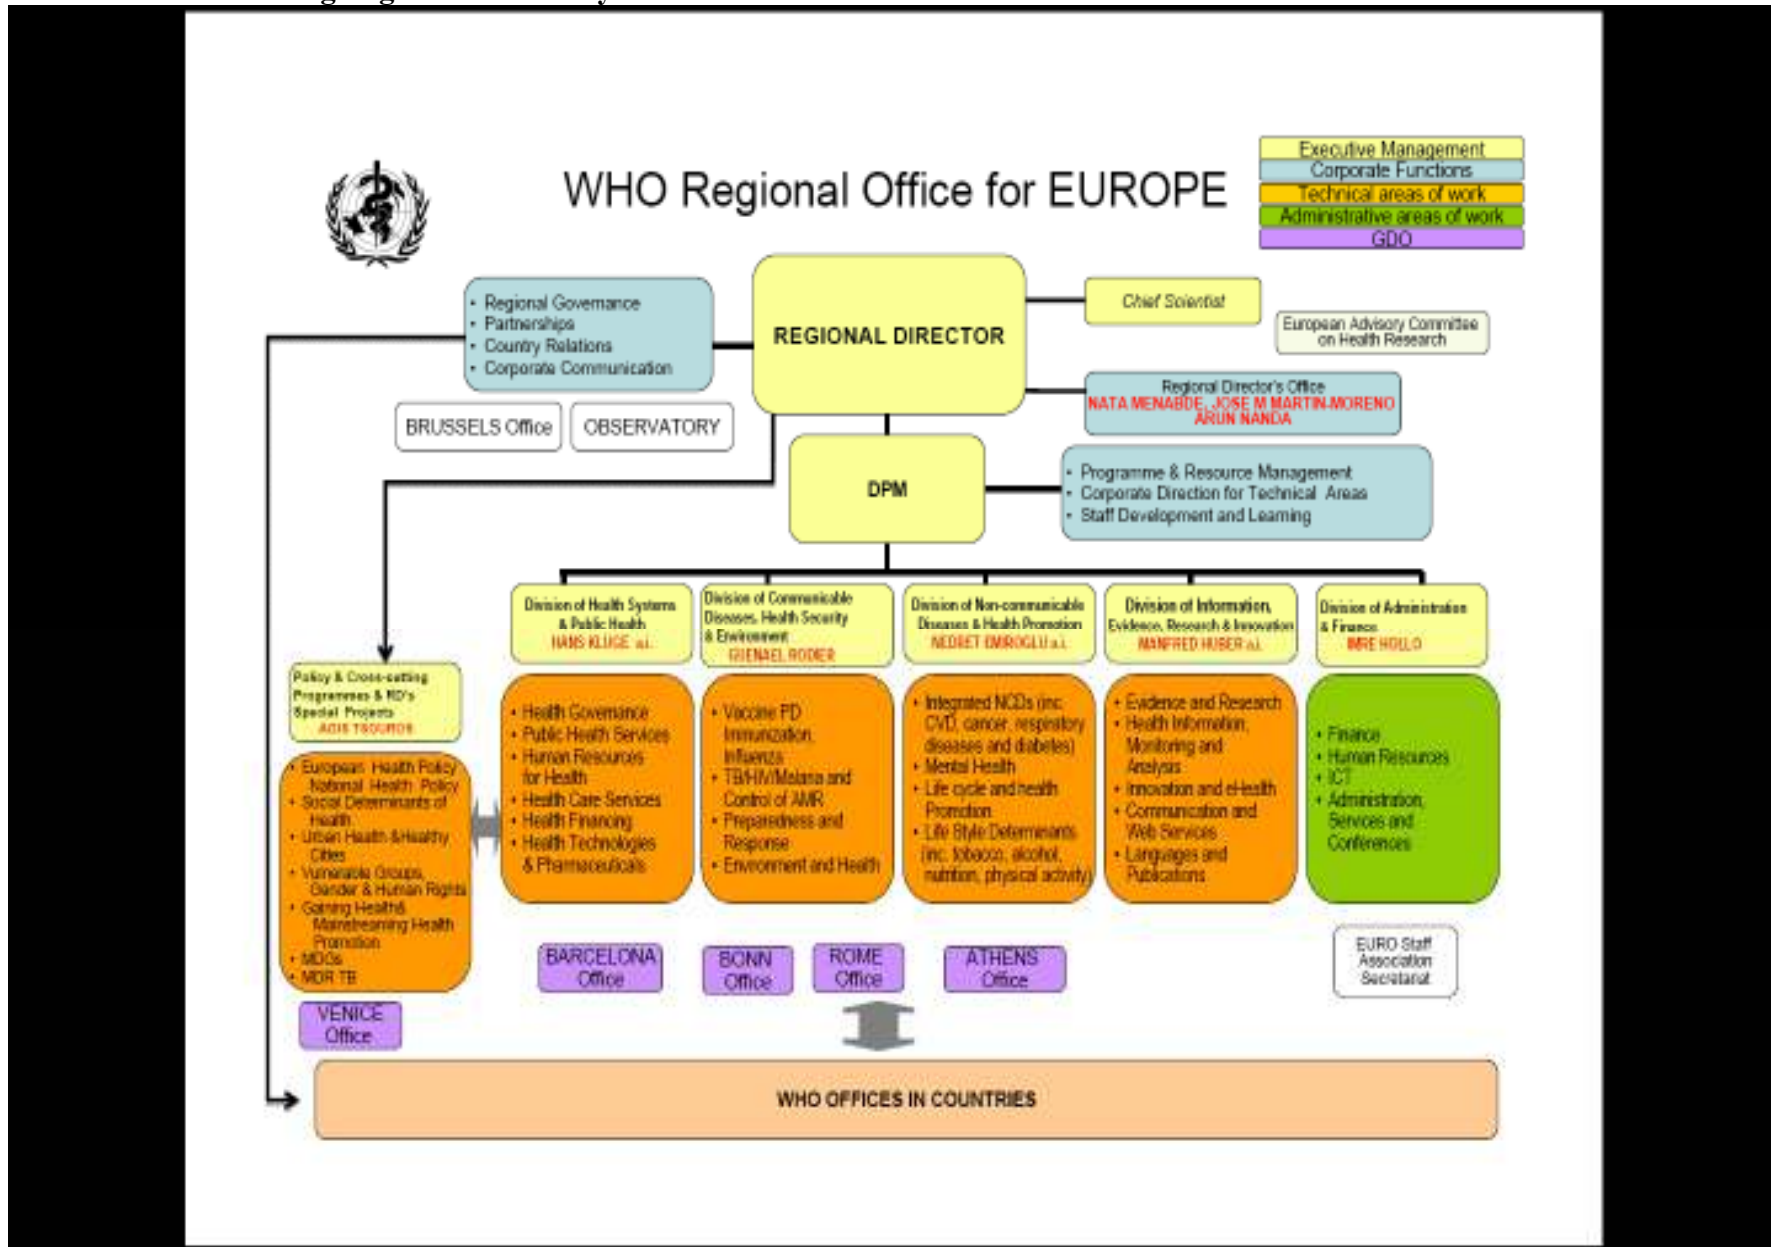 WHO Regional Office for EUROPE
Executive Management
Corporate Functions
Technical areas of work
Administrative areas of work
GDO
• Regional Governance
• Partnerships
• Country Relations
• Corporate Communication
REGIONAL DIRECTOR
Chief Scientist
European Advisory Committee
on Health Research
Regional Director's Office
NATA MENABDE, JOSE M MARTIN-MORENO
ARUN NANDA
BRUSSELS Office
OBSERVATORY
DPM
• Programme & Resource Management
• Corporate Direction for Technical Areas
• Staff Development and Learning
Division of Health Systems
& Public Health
HANS KLUGE a.i.
Division of Communicable
Diseases, Health Security
& Environment
GUENAEL RODIER
Division of Non-communicable
Diseases & Health Promotion
NEDRET EMIROGLU a.i.
Division of Information,
Evidence, Research & Innovation
MANFRED HUBER a.i.
Division of Administration
& Finance
IMRE HOLLO
Policy & Cross-cutting
Programmes & RD's
Special Projects
AGIS TSOUROS
• European Health Policy
National Health Policy
• Social Determinants of
Health
• Urban Health &Healthy
Cities
• Vulnerable Groups,
Gender & Human Rights
• Gaining Health&
Mainstreaming Health
Promotion
• MDGs
• MDR TB
• Health Governance
• Public Health Services
• Human Resources
for Health
• Health Care Services
• Health Financing
• Health Technologies
& Pharmaceuticals
• Vaccine PD
Immunization,
Influenza
• TB/HIV/Malaria and
Control of AMR
• Preparedness and
Response
• Environment and Health
• Integrated NCDs (inc.
CVD, cancer, respiratory
diseases and diabetes)
• Mental Health
• Life cycle and health
Promotion
• Life Style Determinants
(inc. tobacco, alcohol,
nutrition, physical activity)
• Evidence and Research
• Health Information,
Monitoring and
Analysis
• Innovation and eHealth
• Communication and
Web Services
• Languages and
Publications
• Finance
• Human Resources
• ICT
• Administration,
Services and
Conferences
BARCELONA
Office
BONN
Office
ROME
Office
ATHENS
Office
EURO Staff
Association
Secretariat
VENICE
Office
WHO OFFICES IN COUNTRIES